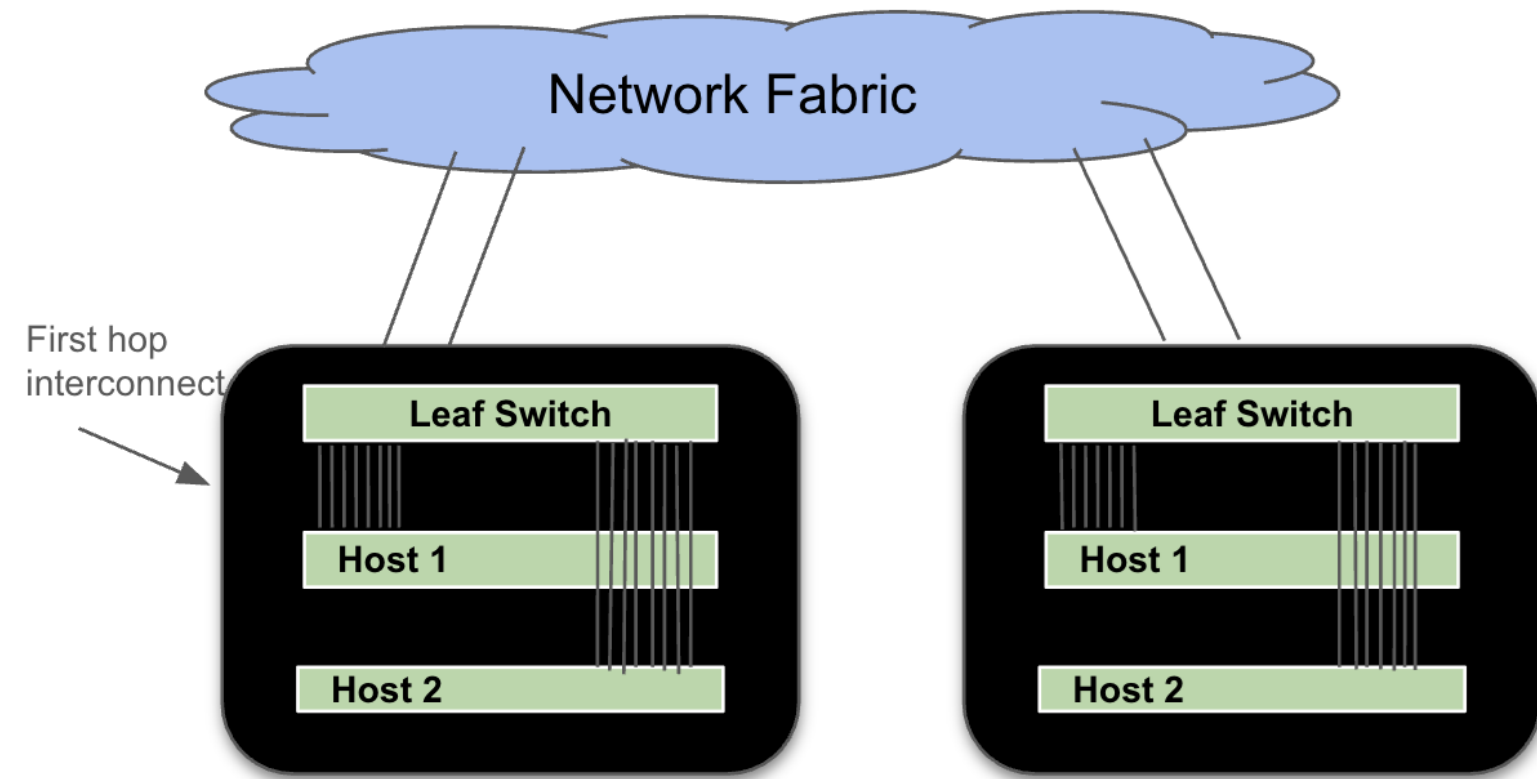 Network Fabric
First hop
interconnect
Leaf Switch
Host 1
Host 2
Leaf Switch
Host 1
Host 2